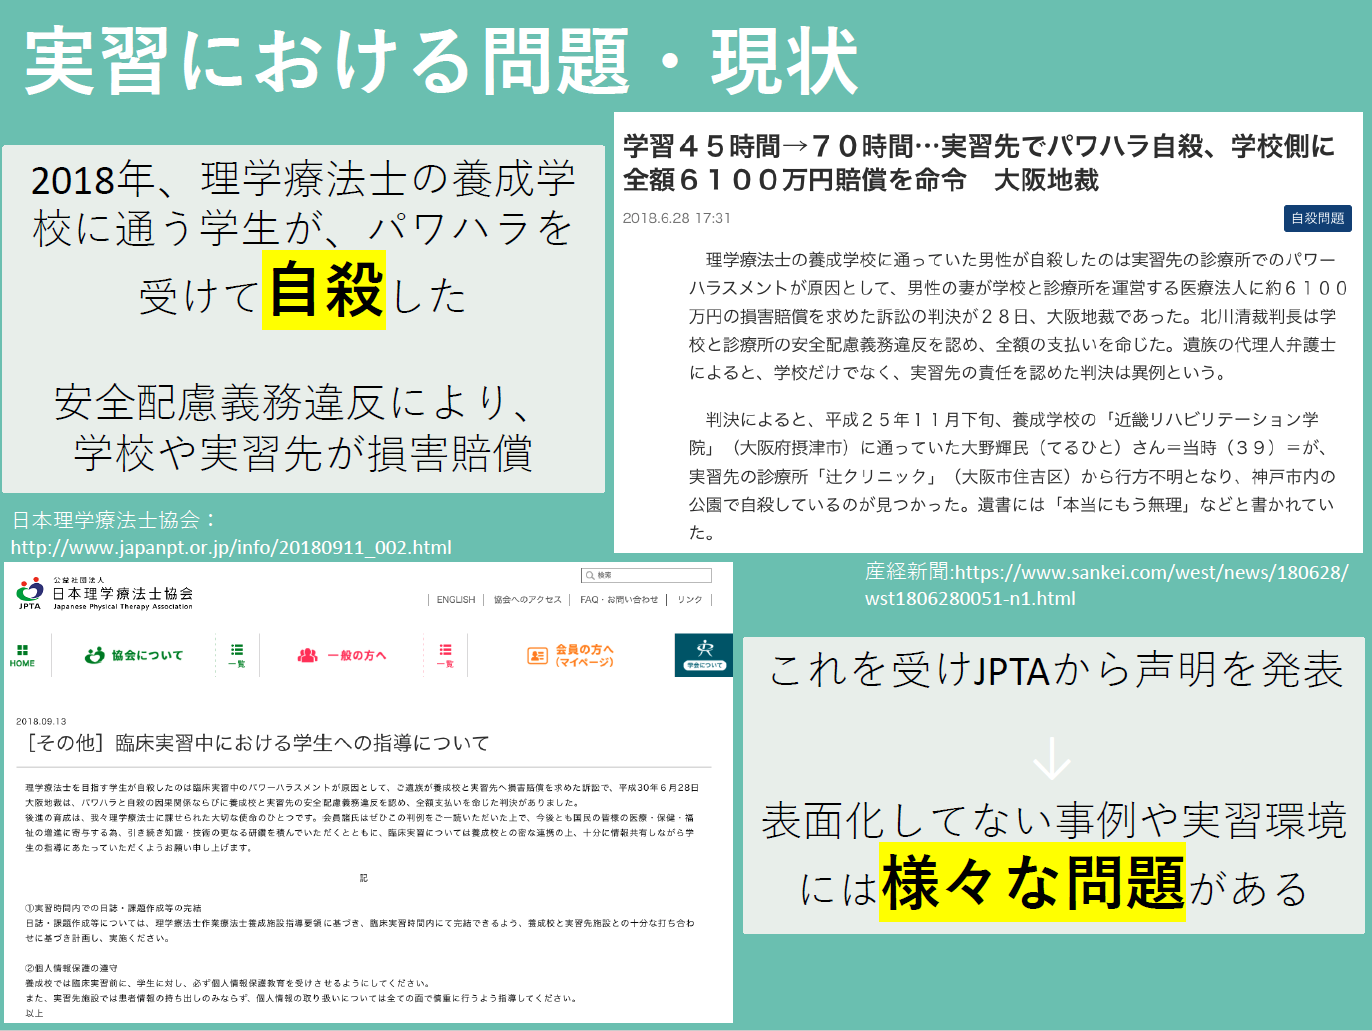 実習における問題・現状
2018年、理学療法士の養成学
校に通う学生が、パワハラを
受けて自殺した
安全配慮義務違反により、
学校や実習先が損害賠償
日本理学療法士協会：
http://www.japanpt.or.jp/info/20180911_002.html
学習４５時間→７０時間…実習先でパワハラ自殺、学校側に
全額６１００万円賠償を命令　大阪地裁
2018.6.28 17:31
自殺問題
理学療法士の養成学校に通っていた男性が自殺したのは実習先の診療所でのパワー
ハラスメントが原因として、男性の妻が学校と診療所を運営する医療法人に約６１００
万円の損害賠償を求めた訴訟の判決が２８日、大阪地裁であった。北川清裁判長は学
校と診療所の安全配慮義務違反を認め、全額の支払いを命じた。遺族の代理人弁護士
によると、学校だけでなく、実習先の責任を認めた判決は異例という。
判決によると、平成２５年１１月下旬、養成学校の「近畿リハビリテーション学
院」（大阪府摂津市）に通っていた大野輝民（てるひと）さん＝当時（３９）＝が、
実習先の診療所「辻クリニック」（大阪市住吉区）から行方不明となり、神戸市内の
公園で自殺しているのが見つかった。遺書には「本当にもう無理」などと書かれてい
た。
産経新聞:https://www.sankei.com/west/news/180628/
wst1806280051-n1.html
公益社団法人
日本理学療法士協会
JPTA Japanese Physical Therapy Association
検索
ENGLISH 協会へのアクセス FAQ・お問い合わせ リンク
HOME 協会について 一覧 一般の方へ 一覧 会員の方へ
（マイページ） 学会について
2018.09.13
［その他］臨床実習中における学生への指導について
理学療法士を目指す学生が自殺したのは臨床実習中のパワーハラスメントが原因として、ご遺族が養成校と実習先へ損害賠償を求めた訴訟で、平成30年６月28日
大阪地裁は、パワハラと自殺の因果関係ならびに養成校と実習先の安全配慮義務違反を認め、全額支払いを命じた判決がありました。
後進の育成は、我々理学療法士に課せられた大切な使命のひとつです。会員諸氏はぜひこの判例をご一読いただいた上で、今後とも国民の皆様の医療・保健・福
祉の増進に寄与する為、引き続き知識・技術の更なる研鑽を積んでいただくとともに、臨床実習については養成校との密な連携の上、十分に情報共有しながら学
生の指導にあたっていただくようお願い申し上げます。
記
①実習時間内での日誌・課題作成等の完結
日誌・課題作成等については、理学療法士作業療法士養成施設指導要領に基づき、臨床実習時間内にて完結できるよう、養成校と実習先施設との十分な打ち合わ
せに基づき計画し、実施ください。
②個人情報保護の遵守
養成校では臨床実習前に、学生に対し、必ず個人情報保護教育を受けさせるようにしてください。
また、実習先施設では患者情報の持ち出しのみならず、個人情報の取り扱いについては全ての面で慎重に行うよう指導してください。
以上
これを受けJPTAから声明を発表
↓
表面化してない事例や実習環境
には様々な問題がある